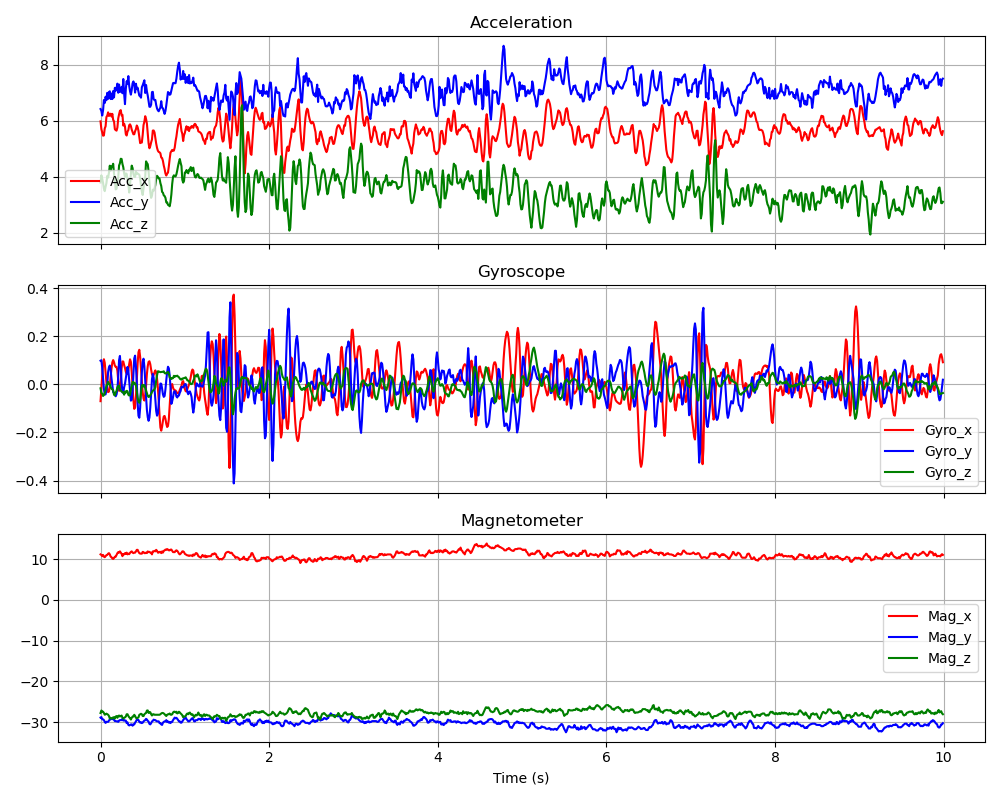 Acceleration
8
6
4
2
Acc_x
Acc_y
Acc_z
Gyroscope
0.4
0.2
0.0
−0.2
−0.4
Gyro_x
Gyro_y
Gyro_z
Magnetometer
10
0
−10
−20
−30
Mag_x
Mag_y
Mag_z
0 2 4 6 8 10
Time (s)